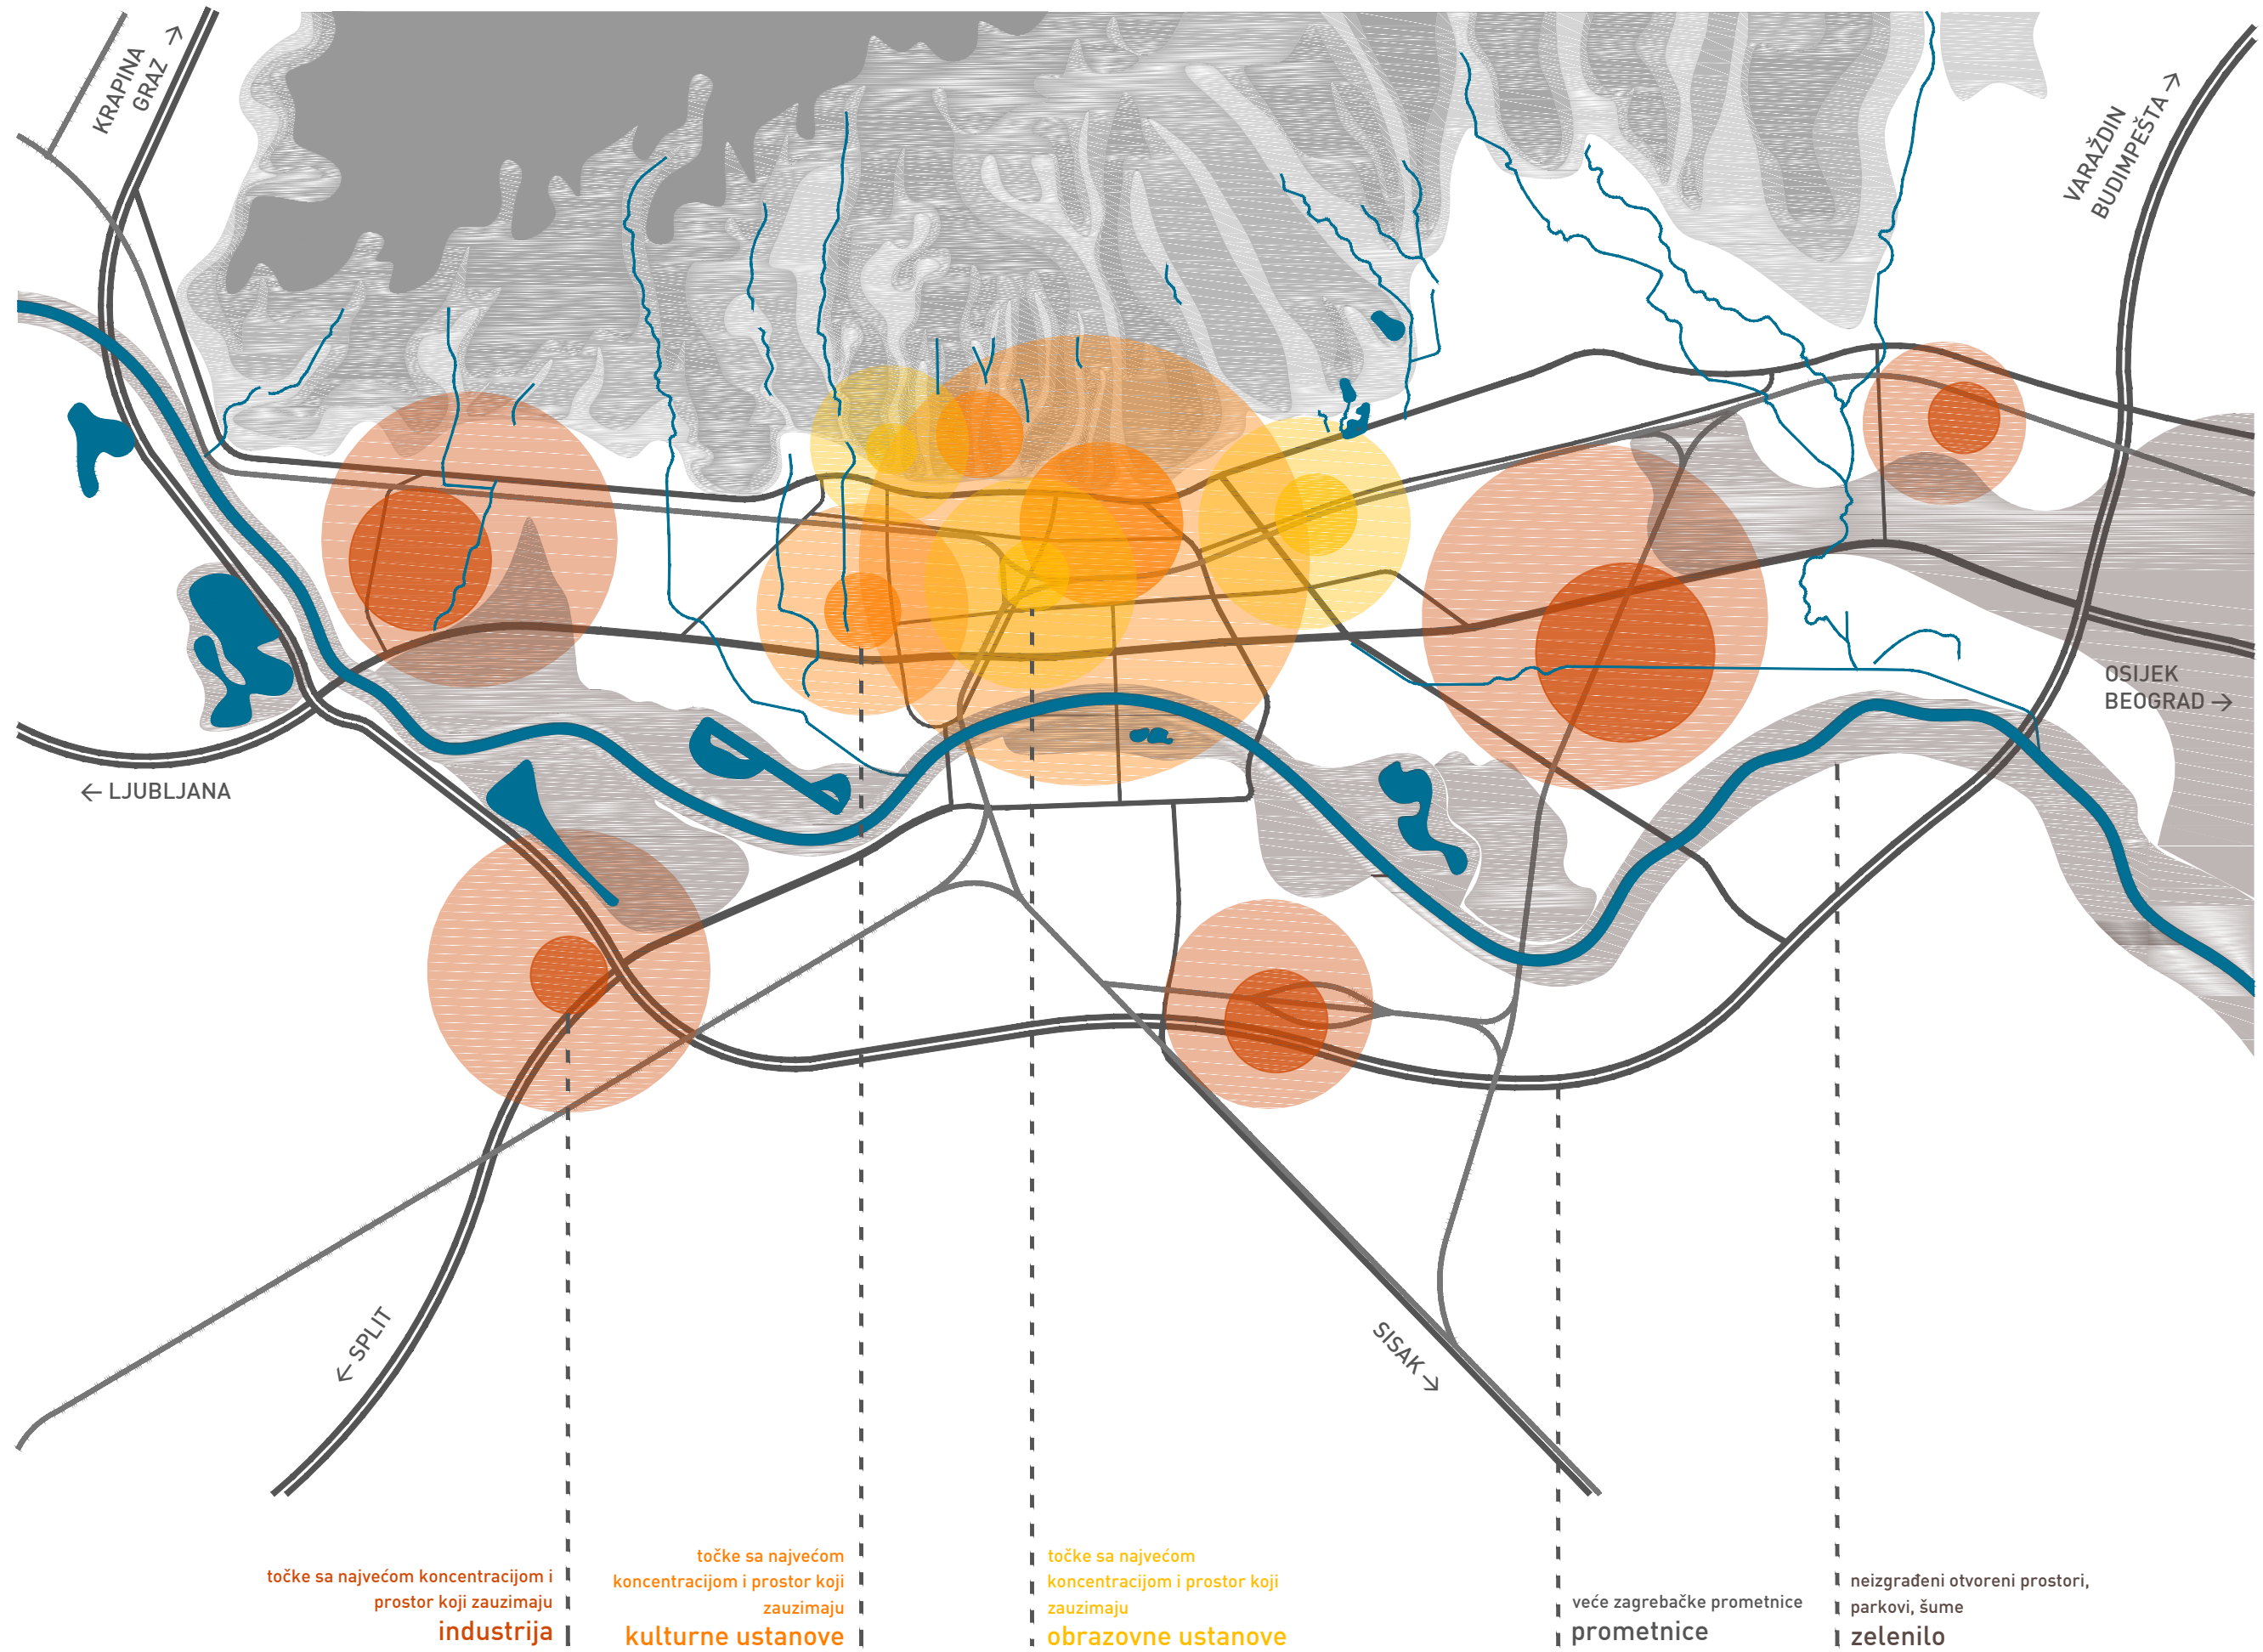 KRAPINA
GRAZ →
VARAŽDIN
BUDIMPEŠTA →
OSIJEK
BEOGRAD →
← LJUBLJANA
← SPLIT
SISAK →
točke sa najvećom koncentracijom i
prostor koji zauzimaju
industrija
točke sa najvećom
koncentracijom i prostor koji
zauzimaju
kulturne ustanove
točke sa najvećom
koncentracijom i prostor koji
zauzimaju
obrazovne ustanove
veće zagrebačke prometnice
prometnice
neizgrađeni otvoreni prostori,
parkovi, šume
zelenilo